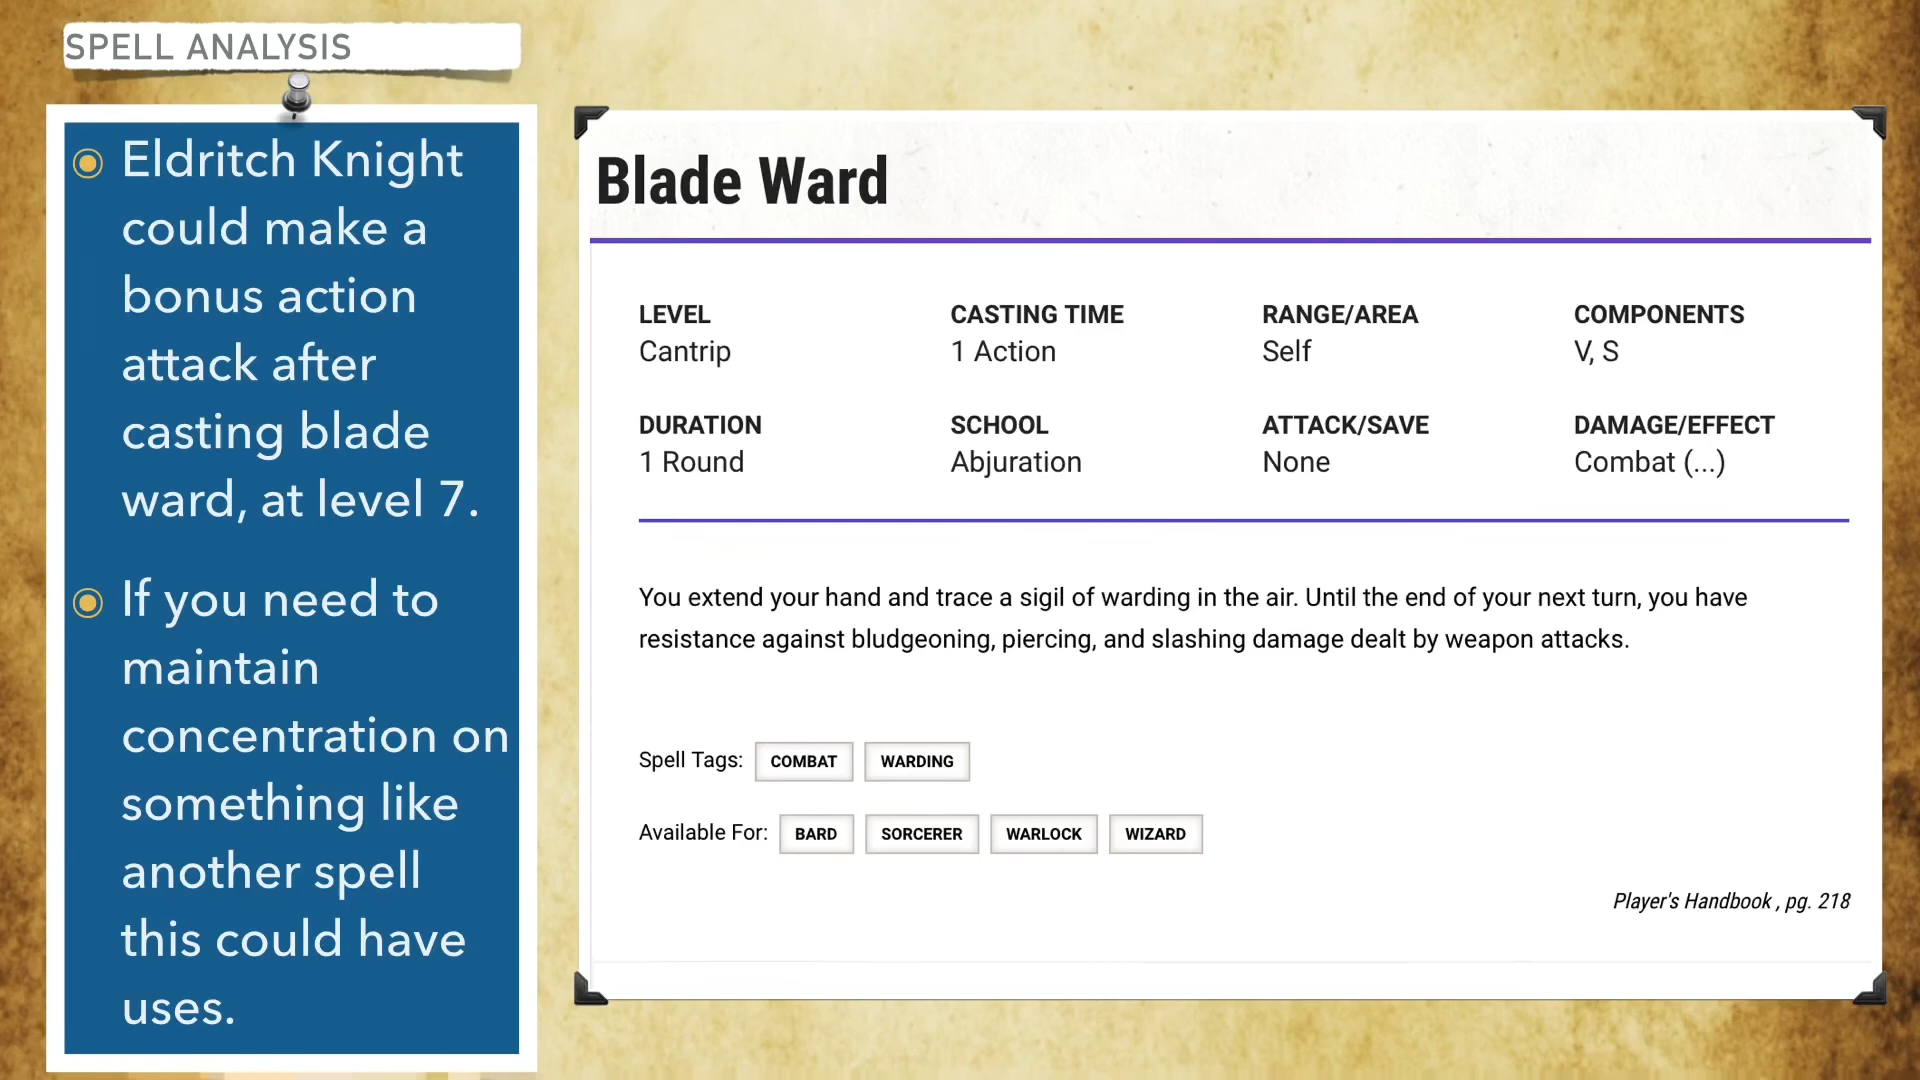 SPELL ANALYSIS
Eldritch Knight
could make a
bonus action
attack after
casting blade
ward, at level 7.
If you need to
maintain
concentration on
something like
another spell
this could have
uses.
Blade Ward
LEVEL CASTING TIME RANGE/AREA COMPONENTS
Cantrip 1 Action Self V, S
DURATION SCHOOL ATTACK/SAVE DAMAGE/EFFECT
1 Round Abjuration None Combat (...)
You extend your hand and trace a sigil of warding in the air. Until the end of your next turn, you have
resistance against bludgeoning, piercing, and slashing damage dealt by weapon attacks.
Spell Tags: COMBAT WARDING
Available For: BARD SORCERER WARLOCK WIZARD
Player's Handbook , pg. 218